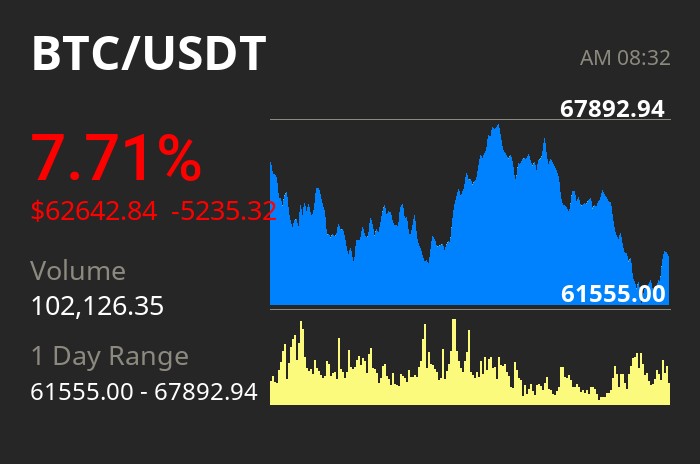 BTC/USDT
AM 08:32
67892.94
7.71%
$62642.84 -5235.32
Volume
102,126.35
61555.00
1 Day Range
61555.00 - 67892.94